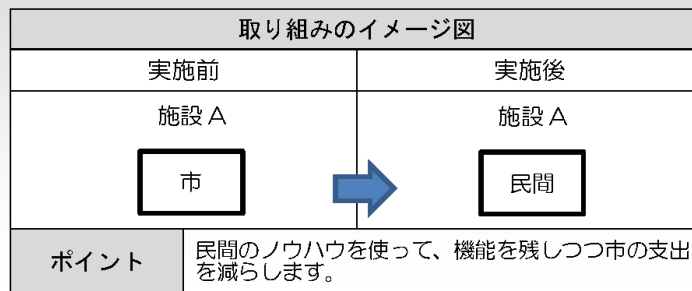 取り組みのイメージ図
実施前
実施後
施設A
施設A
市
民間
ポイント
民間のノウハウを使って、機能を残しつつ市の支出
を減らします。